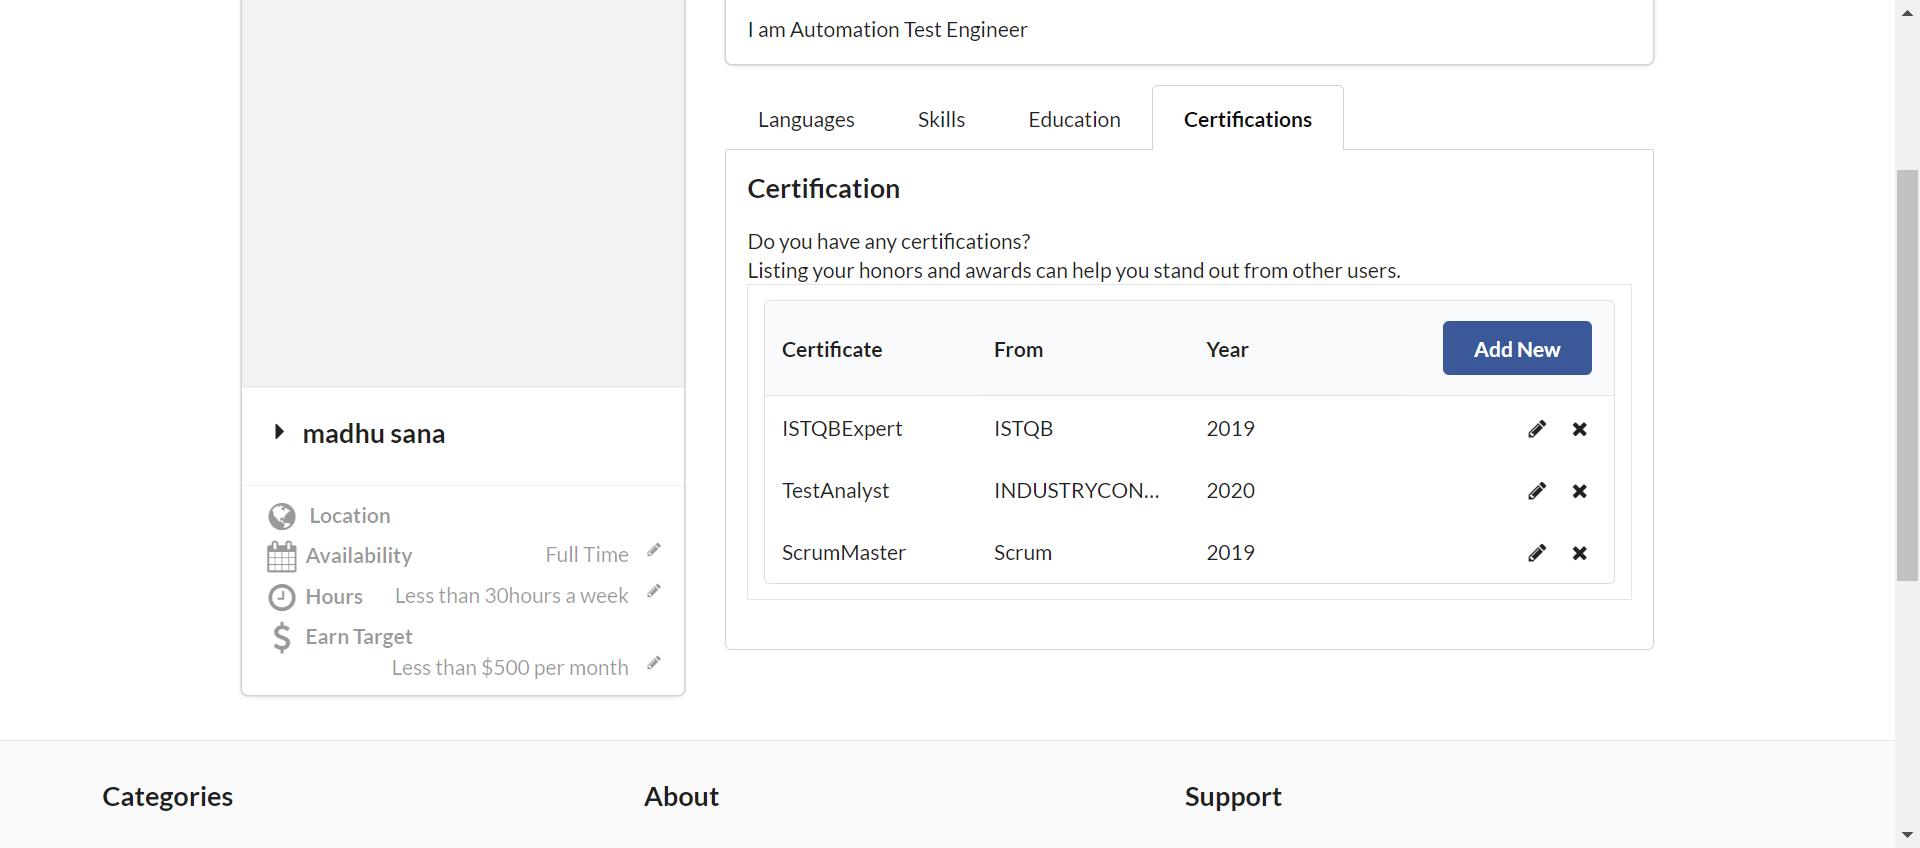 I am Automation Test Engineer
Languages Skills Education Certifications
Certification
Do you have any certifications?
Listing your honors and awards can help you stand out from other users.
Certificate From Year Add New
ISTQBExpert ISTQB 2019
TestAnalyst INDUSTRYCON... 2020
ScrumMaster Scrum 2019
madhu sana
Location
Availability Full Time
Hours Less than 30hours a week
Earn Target
Less than $500 per month
Categories About Support